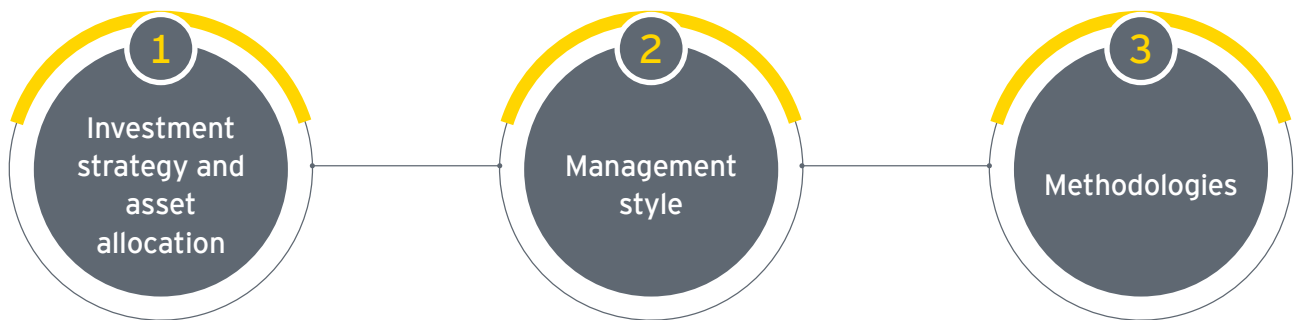 1
Investment
strategy and
asset
allocation
2
Management
style
3
Methodologies